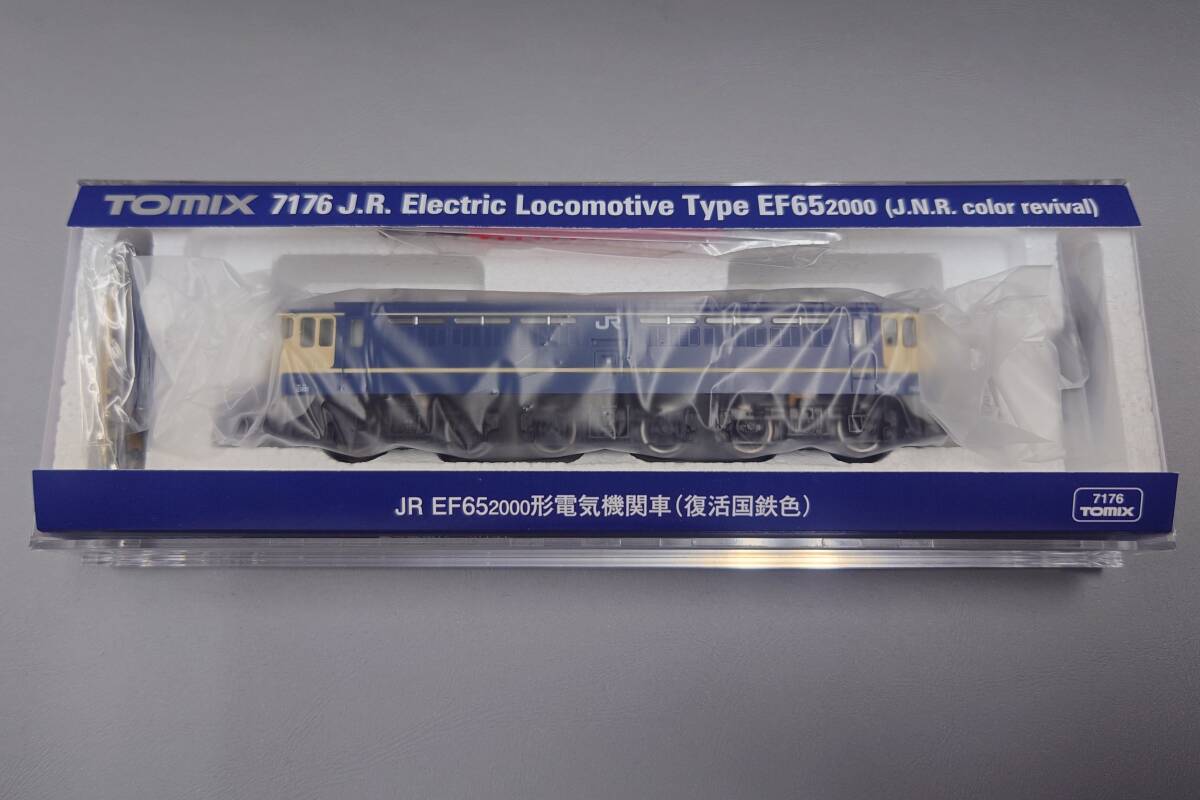 TOMIX 7176 J.R. Electric Locomotive Type EF652000 (J.N.R. color revival)
JR
JR EF652000形電気機関車(復活国鉄色)
7176
TOMIX